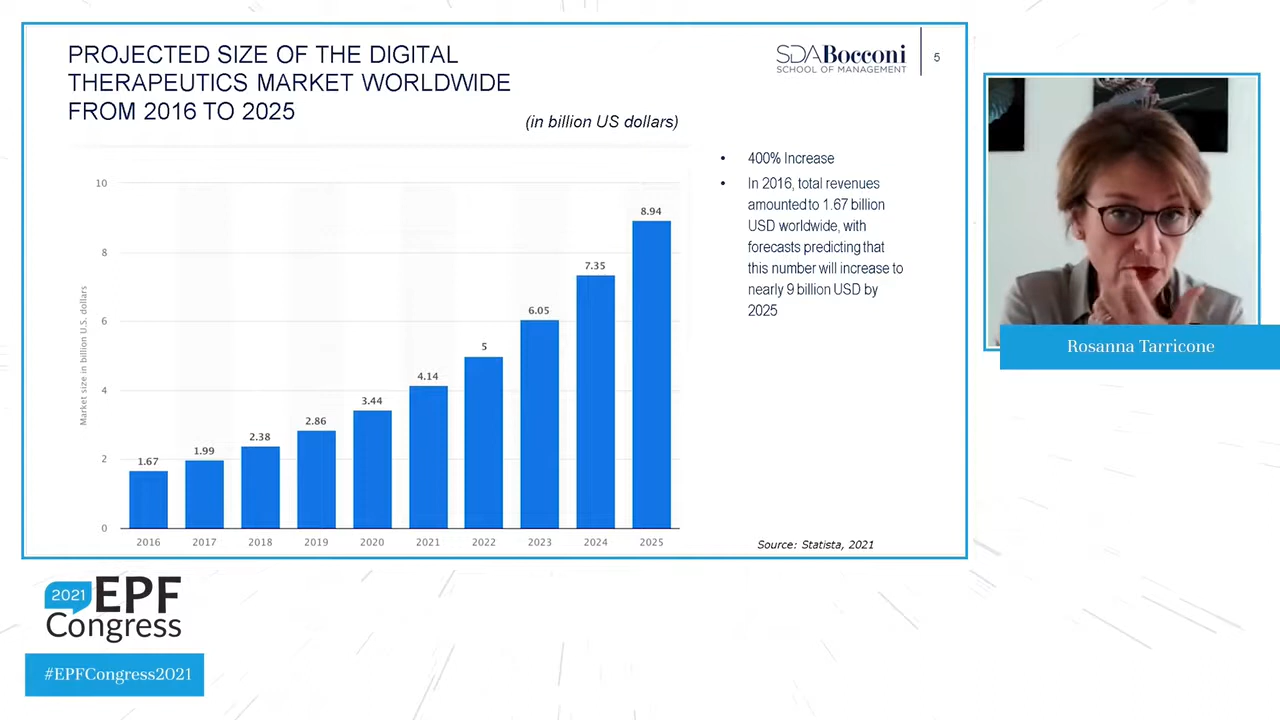 PROJECTED SIZE OF THE DIGITAL
THERAPEUTICS MARKET WORLDWIDE
FROM 2016 TO 2025
(in billion US dollars)
SDA Bocconi
SCHOOL OF MANAGEMENT
5
Market size in billion U.S. dollars
10
8
6
4
2
0
1.67
1.99
2.38
2.86
3.44
4.14
5
6.05
7.35
8.94
2016
2017
2018
2019
2020
2021
2022
2023
2024
2025
• 400% Increase
• In 2016, total revenues
amounted to 1.67 billion
USD worldwide, with
forecasts predicting that
this number will increase to
nearly 9 billion USD by
2025
Source: Statista, 2021
Rosanna Tarricone
2021 EPF
Congress
#EPFCongress2021